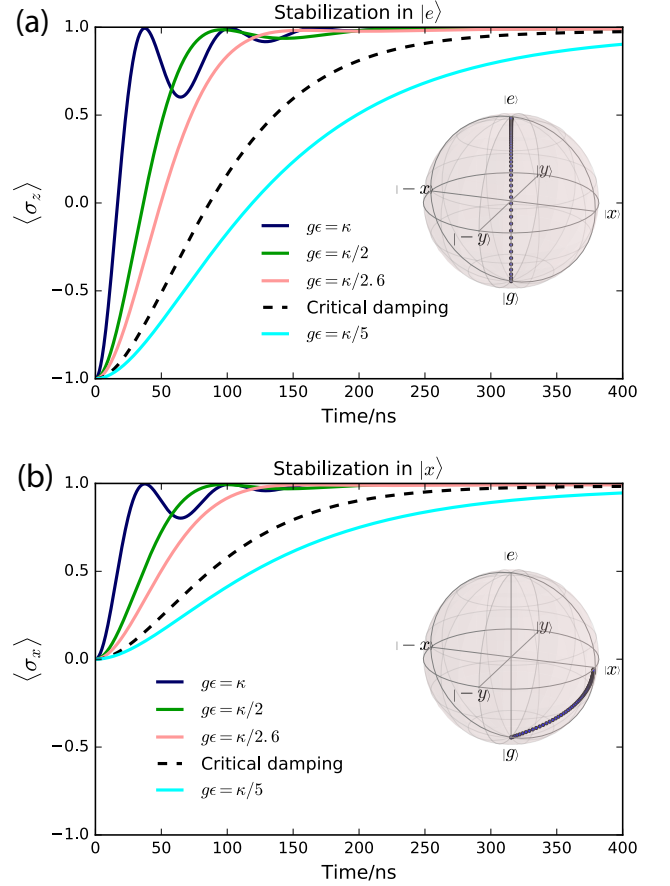 (a)
Stabilization in |e⟩
⟨σz⟩
1.0
0.5
0.0
−0.5
−1.0
gϵ = κ
gϵ = κ/2
gϵ = κ/2.6
Critical damping
gϵ = κ/5
|e⟩
|y⟩
|−x
|x⟩
|−y⟩
|g⟩
0 50 100 150 200 250 300 350 400
Time/ns
(b)
Stabilization in |x⟩
⟨σx⟩
1.0
0.5
0.0
−0.5
−1.0
gϵ = κ
gϵ = κ/2
gϵ = κ/2.6
Critical damping
gϵ = κ/5
|e⟩
|y⟩
|−x
|x⟩
|−y⟩
|g⟩
0 50 100 150 200 250 300 350 400
Time/ns